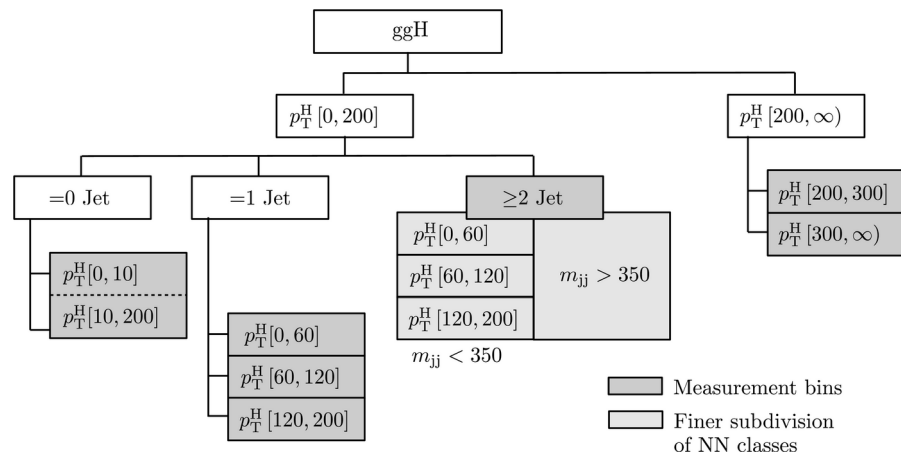 ggH
p_T^H [0, 200]
p_T^H [200, ∞)
=0 Jet
=1 Jet
≥2 Jet
p_T^H [200, 300]
p_T^H [300, ∞)
p_T^H [0, 60]
p_T^H [60, 120]
p_T^H [120, 200]
m_jj > 350
m_jj < 350
p_T^H [0, 10]
p_T^H [10, 200]
p_T^H [0, 60]
p_T^H [60, 120]
p_T^H [120, 200]
Measurement bins
Finer subdivision
of NN classes